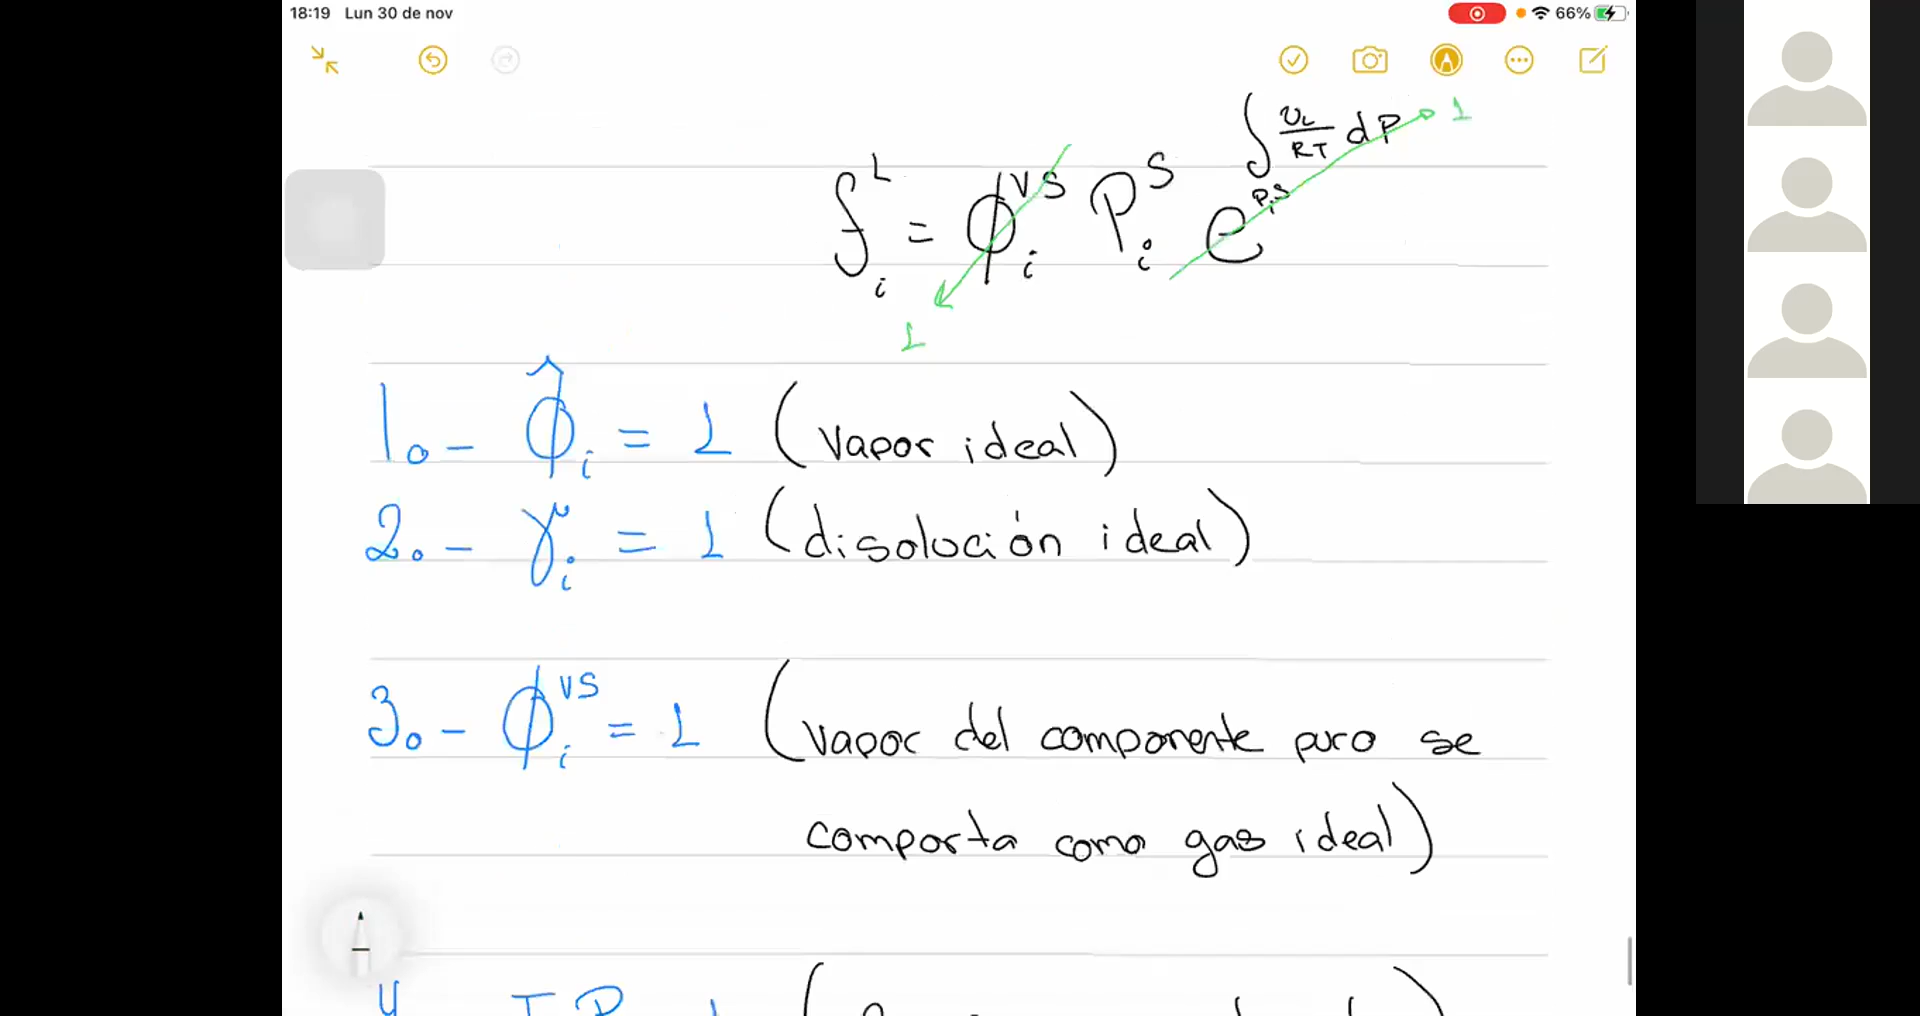 18:19 Lun 30 de nov 66%
f_i^L = ϕ_i^{VS} P_i^S e^{∫_{P_i^S} \frac{v_L}{RT} dP} 1
1
1.- ϕ̂_i = 1 (vapor ideal)
2.- γ_i = 1 (disolución ideal)
3.- ϕ_i^{VS} = 1 (vapor del componente puro se
comporta como gas ideal)